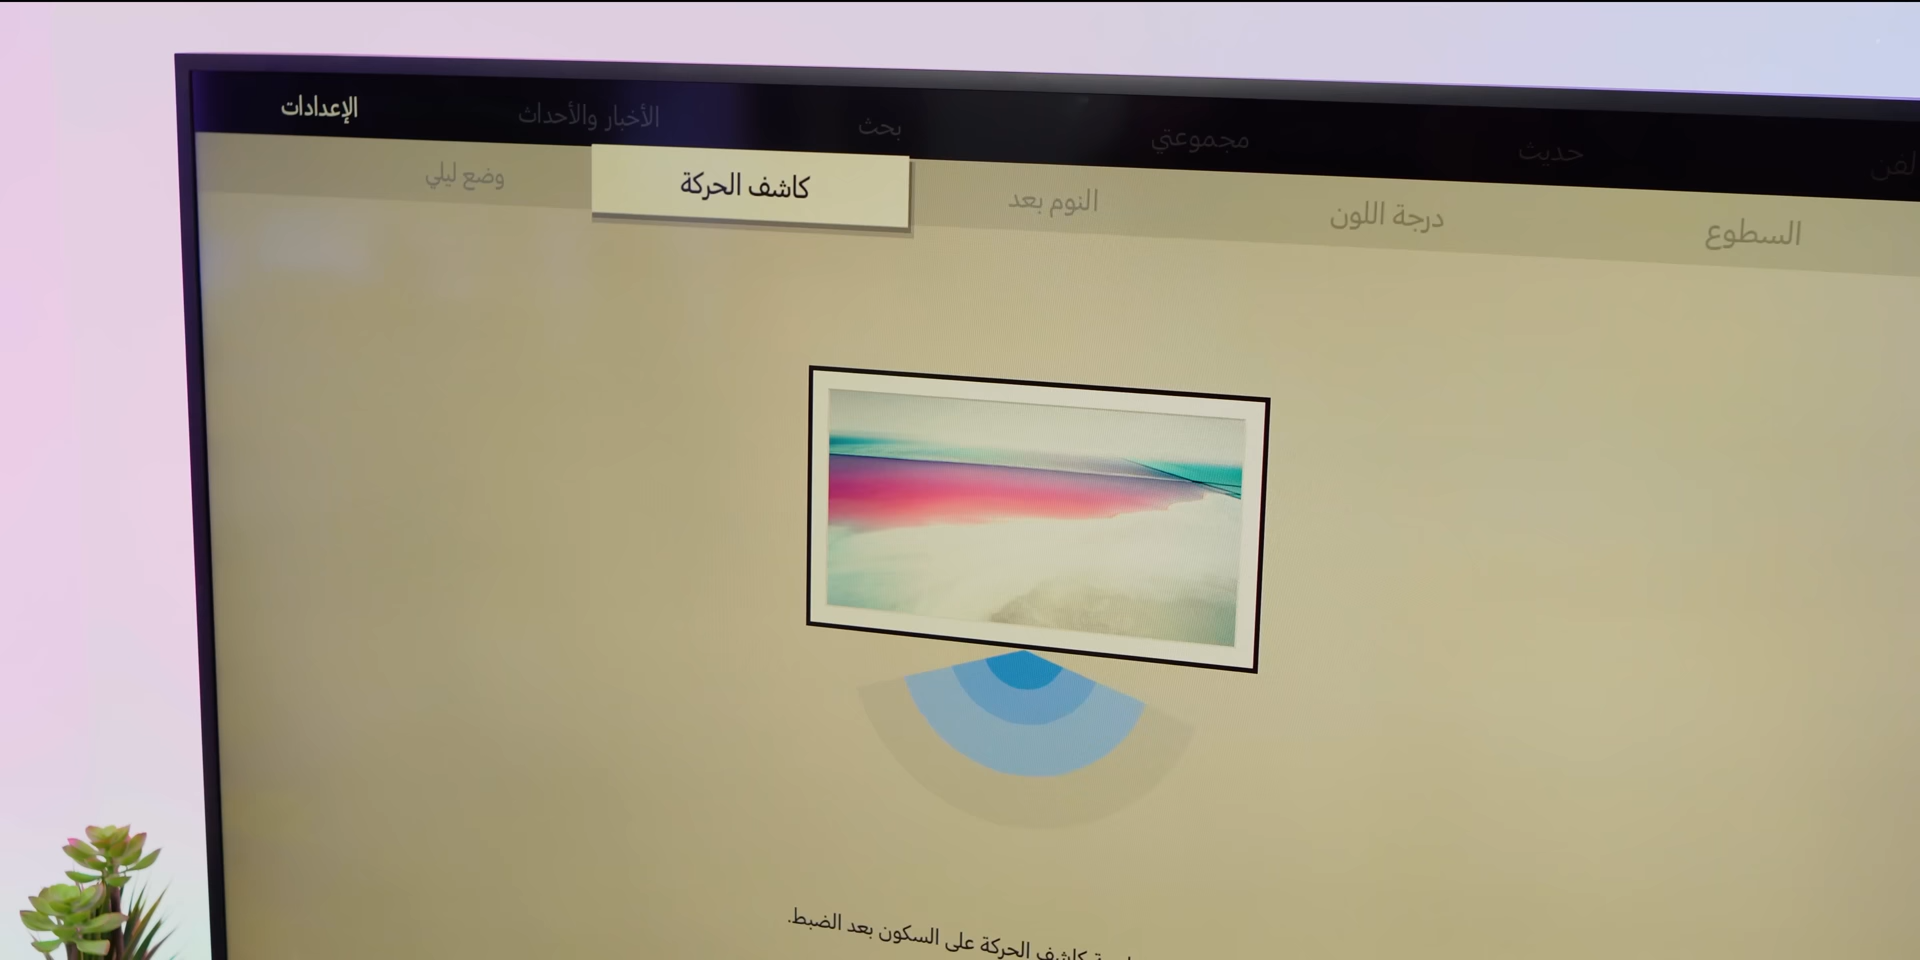 حديث مجموعتي بحث الأخبار والأحداث الإعدادات
السطوع درجة اللون النوم بعد كاشف الحركة وضع ليلي
كاشف الحركة على السكون بعد الضبط.